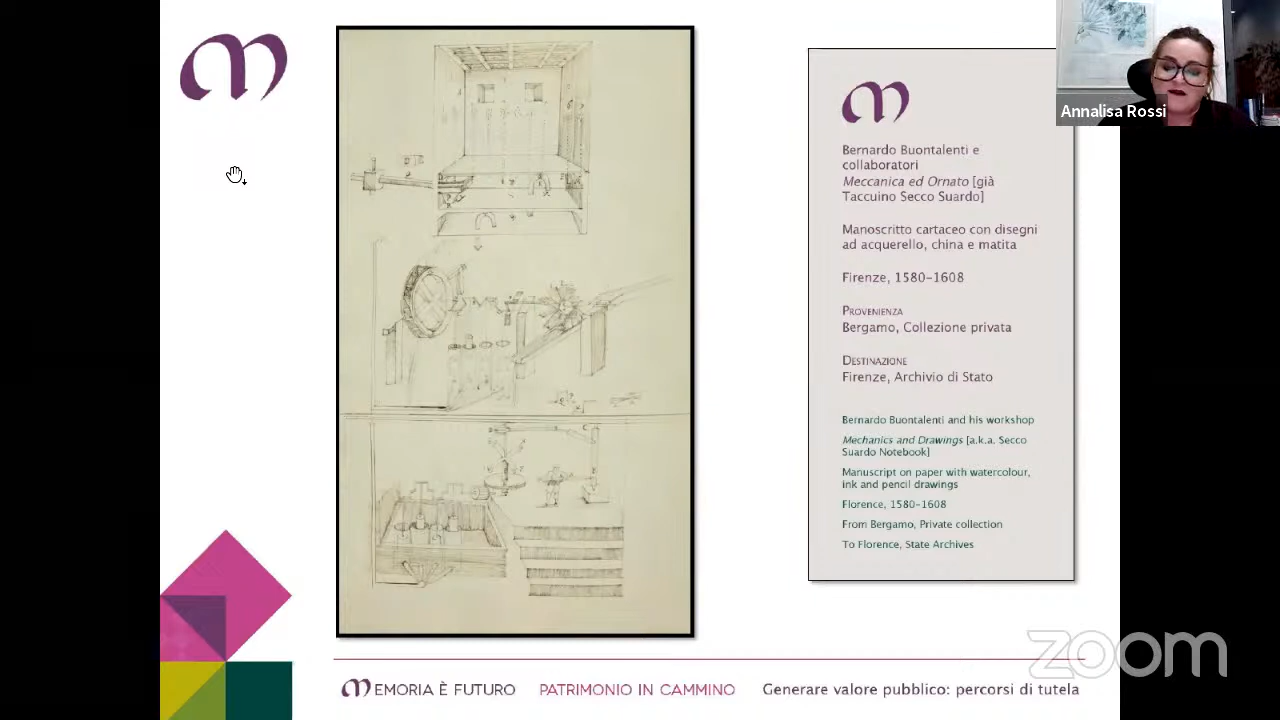 Annalisa Rossi
Bernardo Buontalenti e
collaboratori
Meccanica ed Ornato [già
Taccuino Secco Suardo]
Manoscritto cartaceo con disegni
ad acquerello, china e matita
Firenze, 1580–1608
Provenienza
Bergamo, Collezione privata
Destinazione
Firenze, Archivio di Stato
Bernardo Buontalenti and his workshop
Mechanics and Drawings [a.k.a. Secco
Suardo Notebook]
Manuscript on paper with watercolour,
ink and pencil drawings
Florence, 1580–1608
From Bergamo, Private collection
To Florence, State Archives
zoom
MEMORIA È FUTURO PATRIMONIO IN CAMMINO Generare valore pubblico: percorsi di tutela